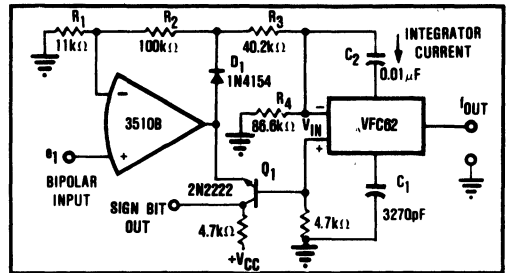 R1
11kΩ
R2
100kΩ
R3
40.2kΩ
D1
1N4154
C2
0.01µF
INTEGRATOR
CURRENT
R4
86.6kΩ
−
3510B
+
e1
BIPOLAR
INPUT
VIN
−
+
VFC62
fOUT
Q1
2N2222
SIGN BIT
OUT
4.7kΩ
+VCC
4.7kΩ
C1
3270pF